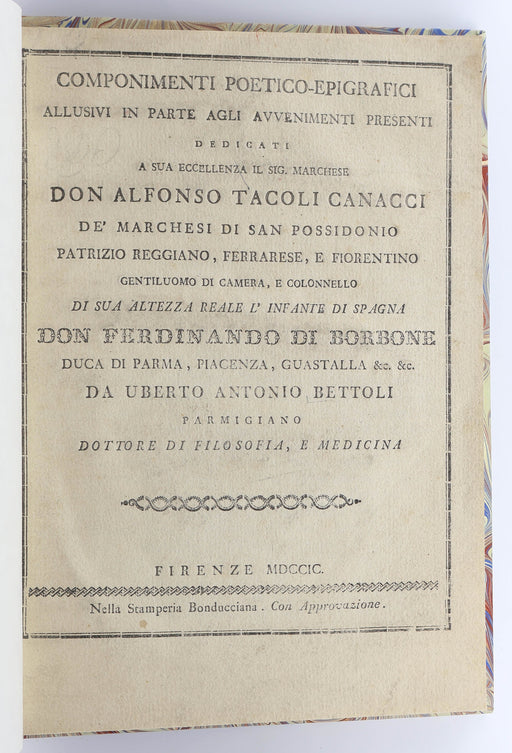 COMPONIMENTI POETICO-EPIGRAFICI
ALLUSIVI IN PARTE AGLI AVVENIMENTI PRESENTI
DEDICATI
A SUA ECCELLENZA IL SIG. MARCHESE
DON ALFONSO TACOLI CANACCI
DE' MARCHESI DI SAN POSSIDONIO
PATRIZIO REGGIANO, FERRARESE, E FIORENTINO
GENTILUOMO DI CAMERA, E COLONNELLO
DI SUA ALTEZZA REALE L' INFANTE DI SPAGNA
DON FERDINANDO DI BORBONE
DUCA DI PARMA, PIACENZA, GUASTALLA &c. &c.
DA UBERTO ANTONIO BETTOLI
PARMIGIANO
DOTTORE DI FILOSOFIA, E MEDICINA
FIRENZE MDCCIC.
Nella Stamperia Bonducciana. Con Approvazione.